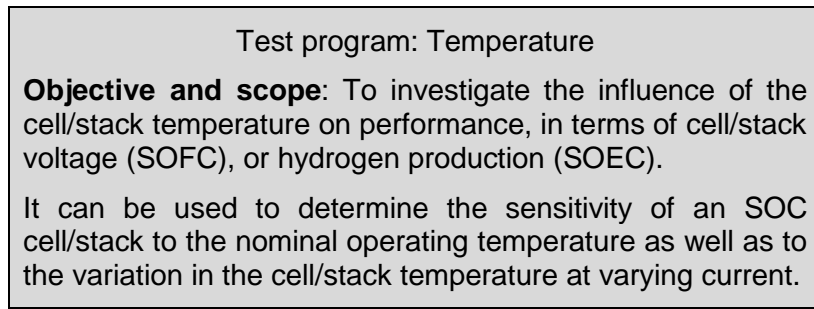 Test program: Temperature
Objective and scope: To investigate the influence of the
cell/stack temperature on performance, in terms of cell/stack
voltage (SOFC), or hydrogen production (SOEC).
It can be used to determine the sensitivity of an SOC
cell/stack to the nominal operating temperature as well as to
the variation in the cell/stack temperature at varying current.